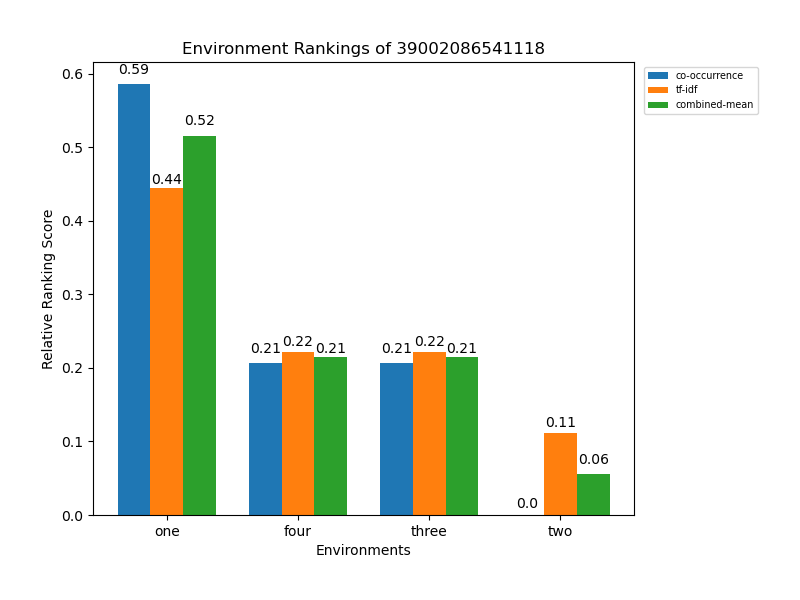 Environment Rankings of 39002086541118
co-occurrence
tf-idf
combined-mean
Relative Ranking Score
0.6
0.5
0.4
0.3
0.2
0.1
0.0
0.59
0.44
0.52
0.21
0.22
0.21
0.21
0.22
0.21
0.0
0.11
0.06
one four three two
Environments